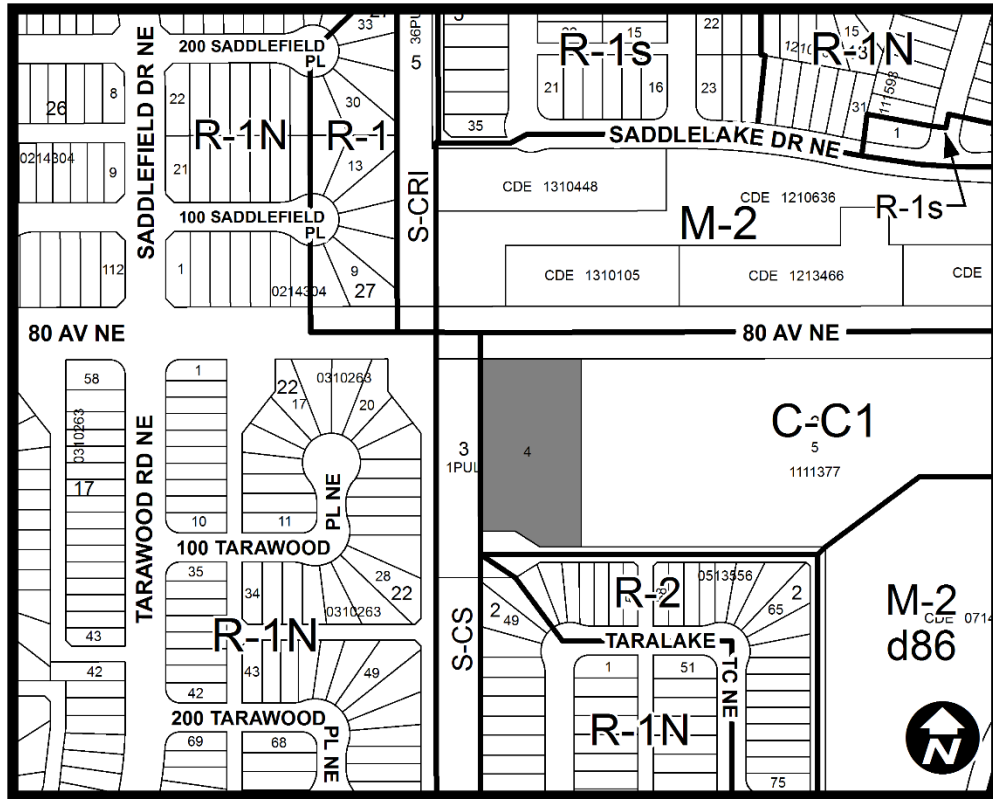 200 SADDLEFIELD
PL
33
36PUL
5
22
15
15
R-1N
R-1s
21
16
23
31
111593
35
1
SADDLELAKE DR NE
R-1s
SADDLEFIELD DR NE
26
8
9
0214304
22
21
R-1N
R-1
30
13
S-CRI
CDE 1310448
CDE 1210636
M-2
100 SADDLEFIELD
PL
112
1
0214304
9
27
CDE 1310105
CDE 1213466
CDE
80 AV NE
80 AV NE
58
0310263
17
TARAWOOD RD NE
1
10
22
17
0310263
20
PL NE
11
100 TARAWOOD
3
1PUL
4
C-C1
5
1111377
35
34
28
22
0310263
R-1N
43
42
42
43
49
200 TARAWOOD
PL NE
69
68
S-CS
2
49
R-2
0513556
2
65
TARALAKE
TC NE
1
51
R-1N
75
M-2
CDE 0714
d86
N